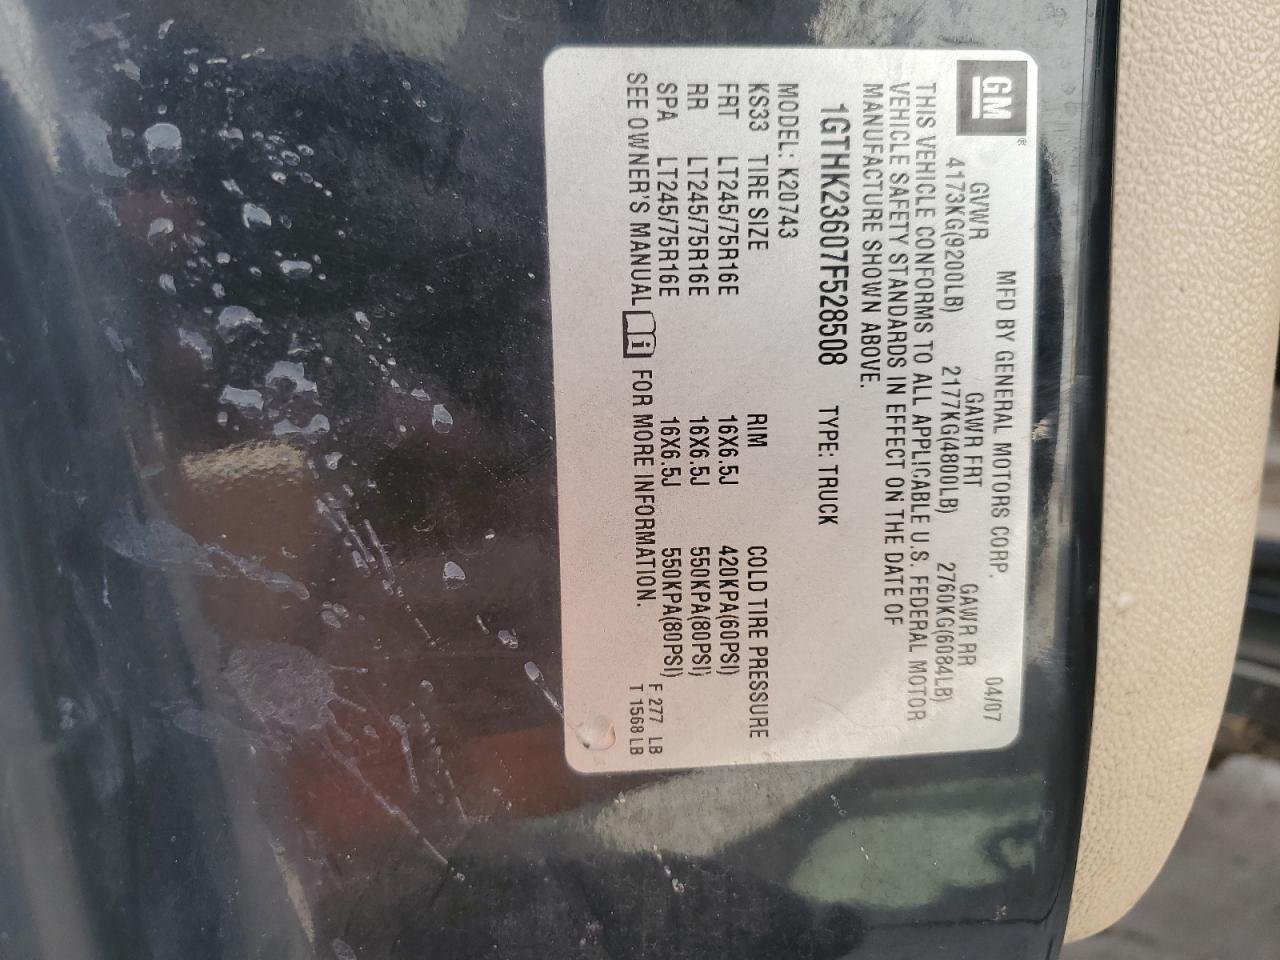 GM®
MFD BY GENERAL MOTORS CORP. 04/07
GVWR GAWR FRT GAWR RR
4173KG(9200LB) 2177KG(4800LB) 2760KG(6084LB)
THIS VEHICLE CONFORMS TO ALL APPLICABLE U.S. FEDERAL MOTOR
VEHICLE SAFETY STANDARDS IN EFFECT ON THE DATE OF
MANUFACTURE SHOWN ABOVE.
1GTHK23607F528508 TYPE: TRUCK
MODEL: K20743
KS33 TIRE SIZE RIM COLD TIRE PRESSURE
FRT LT245/75R16E 16X6.5J 420KPA(60PSI)
RR LT245/75R16E 16X6.5J 550KPA(80PSI)
SPA LT245/75R16E 16X6.5J 550KPA(80PSI) F 277 LB
SEE OWNER'S MANUAL FOR MORE INFORMATION. T 1568 LB